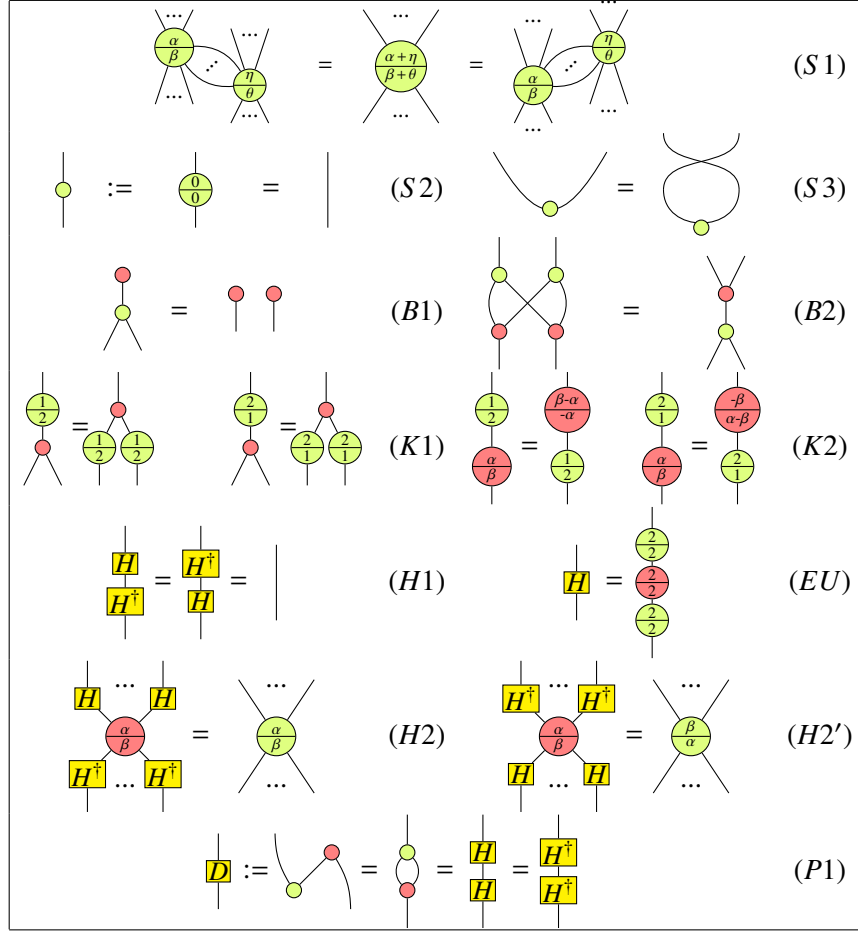 ... ... ...
α/β ... η/θ = α+η/β+θ = α/β ... η/θ (S1)
... ... ... ... ...
:= 0/0 = (S2) = (S3)
= (B1) = (B2)
1/2 = 1/2 1/2 2/1 = 2/1 2/1 (K1) 1/2 α/β = β-α/-α 1/2 2/1 α/β = -β/α-β 2/1 (K2)
H H† = H† H = (H1) H = 2/2 2/2 2/2 (EU)
H ... H ... H† ... H† ...
α/β = α/β (H2) α/β = β/α (H2′)
H† ... H† ... H ... H ...
D := = = H H = H† H† (P1)